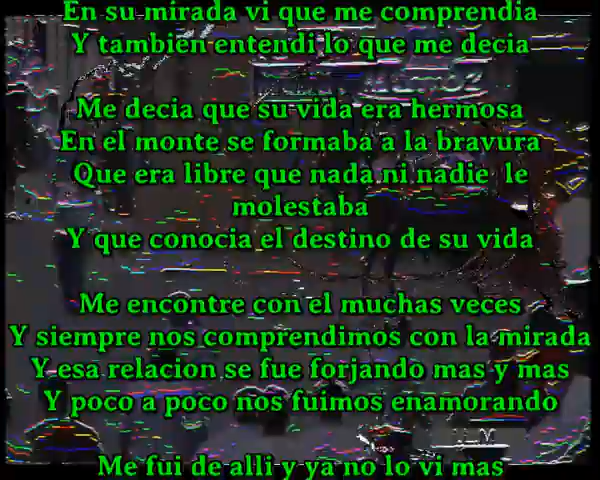 En su mirada vi que me comprendia
Y tambien entendi lo que me decia
Me decia que su vida era hermosa
En el monte se formaba a la bravura
Que era libre que nada ni nadie le
molestaba
Y que conocia el destino de su vida
Me encontre con el muchas veces
Y siempre nos comprendimos con la mirada
Y esa relacion se fue forjando mas y mas
Y poco a poco nos fuimos enamorando
Me fui de alli y ya no lo vi mas